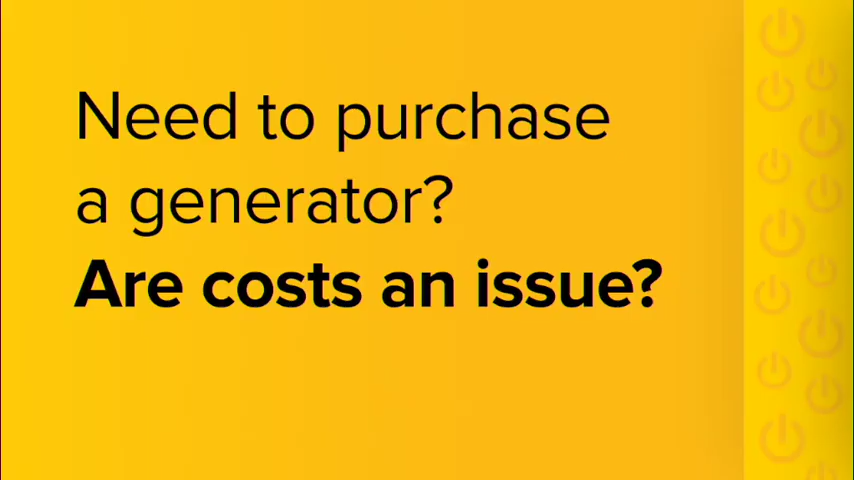 Need to purchase
a generator?
Are costs an issue?